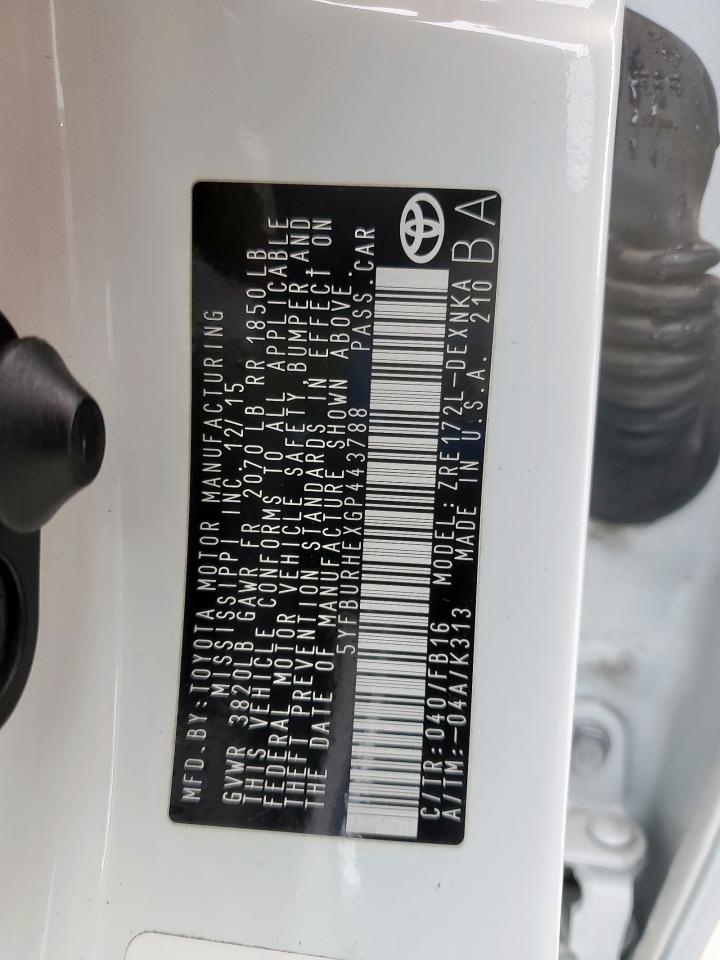 MFD.BY:TOYOTA MOTOR MANUFACTURING
MISSISSIPPI INC. 12/15
GVWR 3820LB GAWR FR 2070 LB RR 1850 LB
THIS VEHICLE CONFORMS TO ALL APPLICABLE
FEDERAL MOTOR VEHICLE SAFETY, BUMPER, AND
THEFT PREVENTION STANDARDS IN EFFECT ON
THE DATE OF MANUFACTURE SHOWN ABOVE.
5YFBURHEXGP443788 PASS.CAR
C/TR:040/FB16 MODEL:ZRE172L-DEXNKA
A/TM:-04A/K313 MADE IN U.S.A. 210 BA